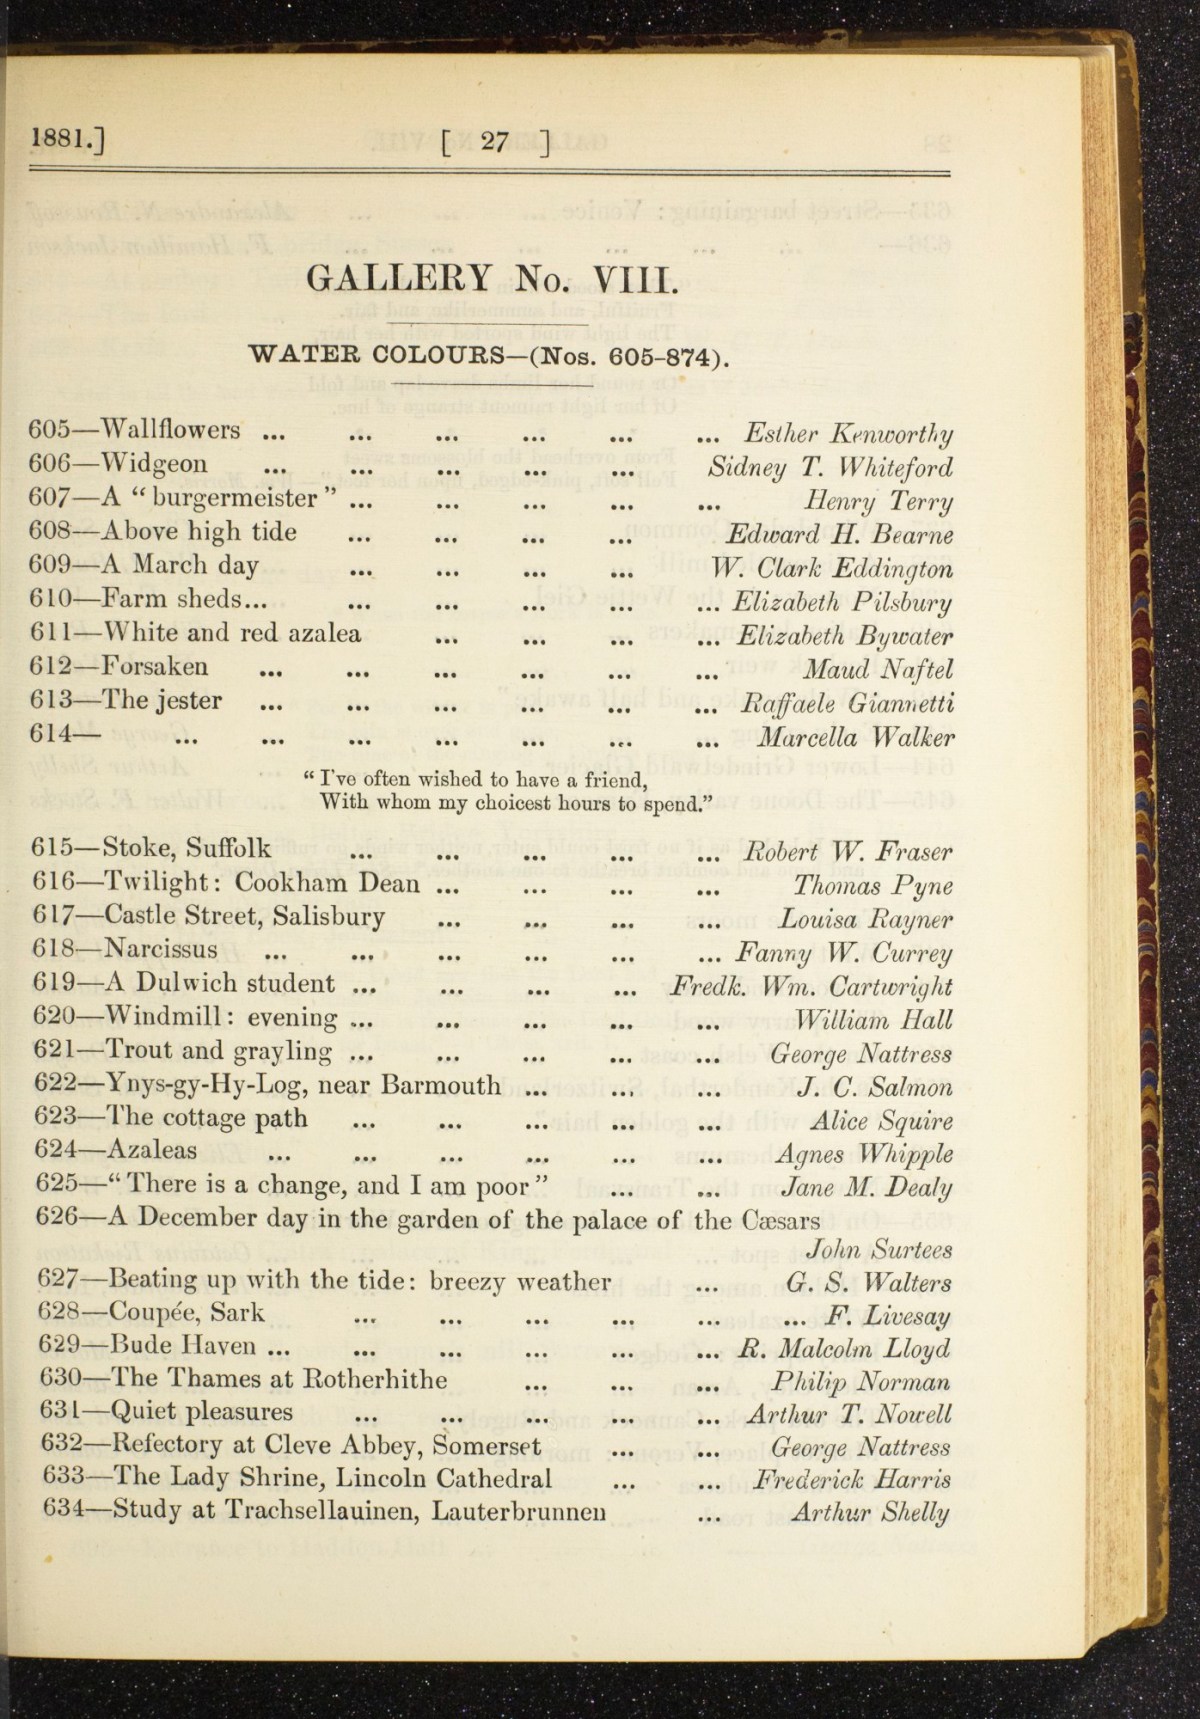 1881.] [ 27 ]
GALLERY No. VIII.
WATER COLOURS—(Nos. 605-874).
605—Wallflowers ... ... ... ... ... ... Esther Kenworthy
606—Widgeon ... ... ... ... ... Sidney T. Whiteford
607—A “burgermeister” ... ... ... ... ... Henry Terry
608—Above high tide ... ... ... ... Edward H. Bearne
609—A March day ... ... ... ... W. Clark Eddington
610—Farm sheds... ... ... ... ... ... Elizabeth Pilsbury
611—White and red azalea ... ... ... ... Elizabeth Bywater
612—Forsaken ... ... ... ... ... ... Maud Naftel
613—The jester ... ... ... ... ... ... Raffaele Giannetti
614— ... ... ... ... ... ... ... Marcella Walker
“I've often wished to have a friend,
With whom my choicest hours to spend.”
615—Stoke, Suffolk ... ... ... ... ... Robert W. Fraser
616—Twilight: Cookham Dean ... ... ... ... Thomas Pyne
617—Castle Street, Salisbury ... ... ... ... Louisa Rayner
618—Narcissus ... ... ... ... ... ... Fanny W. Currey
619—A Dulwich student ... ... ... ... Fredk. Wm. Cartwright
620—Windmill: evening ... ... ... ... ... William Hall
621—Trout and grayling ... ... ... ... ... George Nattress
622—Ynys-gy-Hy-Log, near Barmouth ... ... ... J. C. Salmon
623—The cottage path ... ... ... ... ... Alice Squire
624—Azaleas ... ... ... ... ... ... Agnes Whipple
625—“There is a change, and I am poor” ... ... Jane M. Dealy
626—A December day in the garden of the palace of the Cæsars
John Surtees
627—Beating up with the tide: breezy weather ... G. S. Walters
628—Coupée, Sark ... ... ... ... ... ... F. Livesay
629—Bude Haven ... ... ... ... ... ... R. Malcolm Lloyd
630—The Thames at Rotherhithe ... ... ... Philip Norman
631—Quiet pleasures ... ... ... ... ... Arthur T. Nowell
632—Refectory at Cleve Abbey, Somerset ... ... George Nattress
633—The Lady Shrine, Lincoln Cathedral ... ... Frederick Harris
634—Study at Trachsellauinen, Lauterbrunnen ... Arthur Shelly